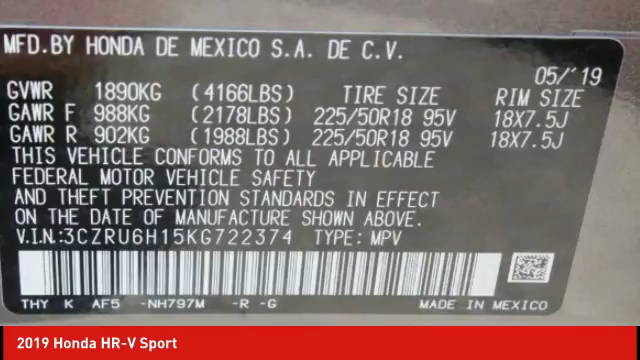 MFD.BY HONDA DE MEXICO S.A. DE C.V.
05/'19
GVWR 1890KG (4166LBS) TIRE SIZE RIM SIZE
GAWR F 988KG (2178LBS) 225/50R18 95V 18X7.5J
GAWR R 902KG (1988LBS) 225/50R18 95V 18X7.5J
THIS VEHICLE CONFORMS TO ALL APPLICABLE
FEDERAL MOTOR VEHICLE SAFETY
AND THEFT PREVENTION STANDARDS IN EFFECT
ON THE DATE OF MANUFACTURE SHOWN ABOVE.
V.I.N.:3CZRU6H15KG722374 TYPE: MPV
THY K AF5 -NH797M -R -G MADE IN MEXICO
2019 Honda HR-V Sport